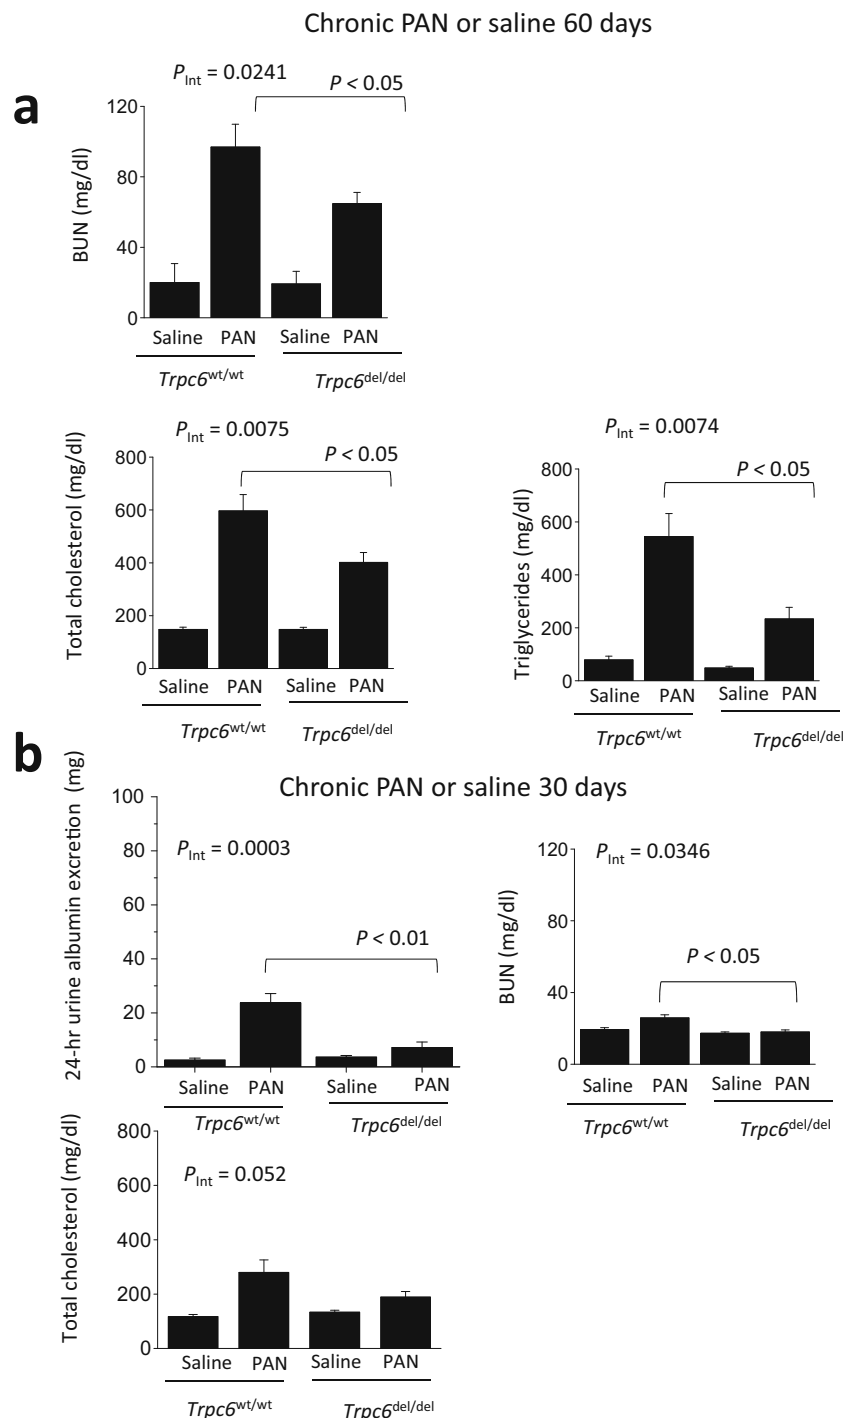 Chronic PAN or saline 60 days
a
P_Int = 0.0241
P < 0.05
BUN (mg/dl)
120
80
40
0
Saline PAN Saline PAN
Trpc6^wt/wt Trpc6^del/del
P_Int = 0.0075
P < 0.05
Total cholesterol (mg/dl)
800
600
400
200
0
Saline PAN Saline PAN
Trpc6^wt/wt Trpc6^del/del
P_Int = 0.0074
P < 0.05
Triglycerides (mg/dl)
800
600
400
200
0
Saline PAN Saline PAN
Trpc6^wt/wt Trpc6^del/del
b
Chronic PAN or saline 30 days
P_Int = 0.0003
P < 0.01
24-hr urine albumin excretion (mg)
100
80
60
40
20
0
Saline PAN Saline PAN
Trpc6^wt/wt Trpc6^del/del
P_Int = 0.0346
P < 0.05
BUN (mg/dl)
120
80
40
0
Saline PAN Saline PAN
Trpc6^wt/wt Trpc6^del/del
P_Int = 0.052
Total cholesterol (mg/dl)
800
600
400
200
0
Saline PAN Saline PAN
Trpc6^wt/wt Trpc6^del/del